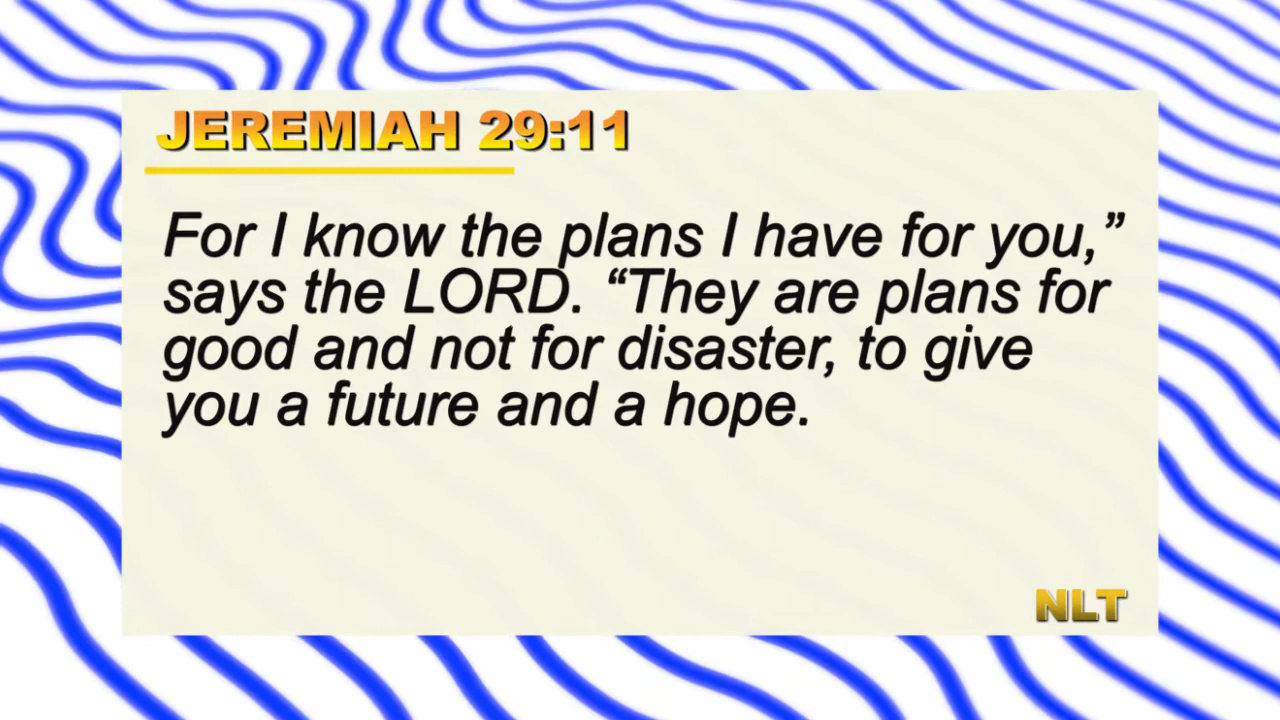 JEREMIAH 29:11
For I know the plans I have for you,”
says the LORD. “They are plans for
good and not for disaster, to give
you a future and a hope.
NLT